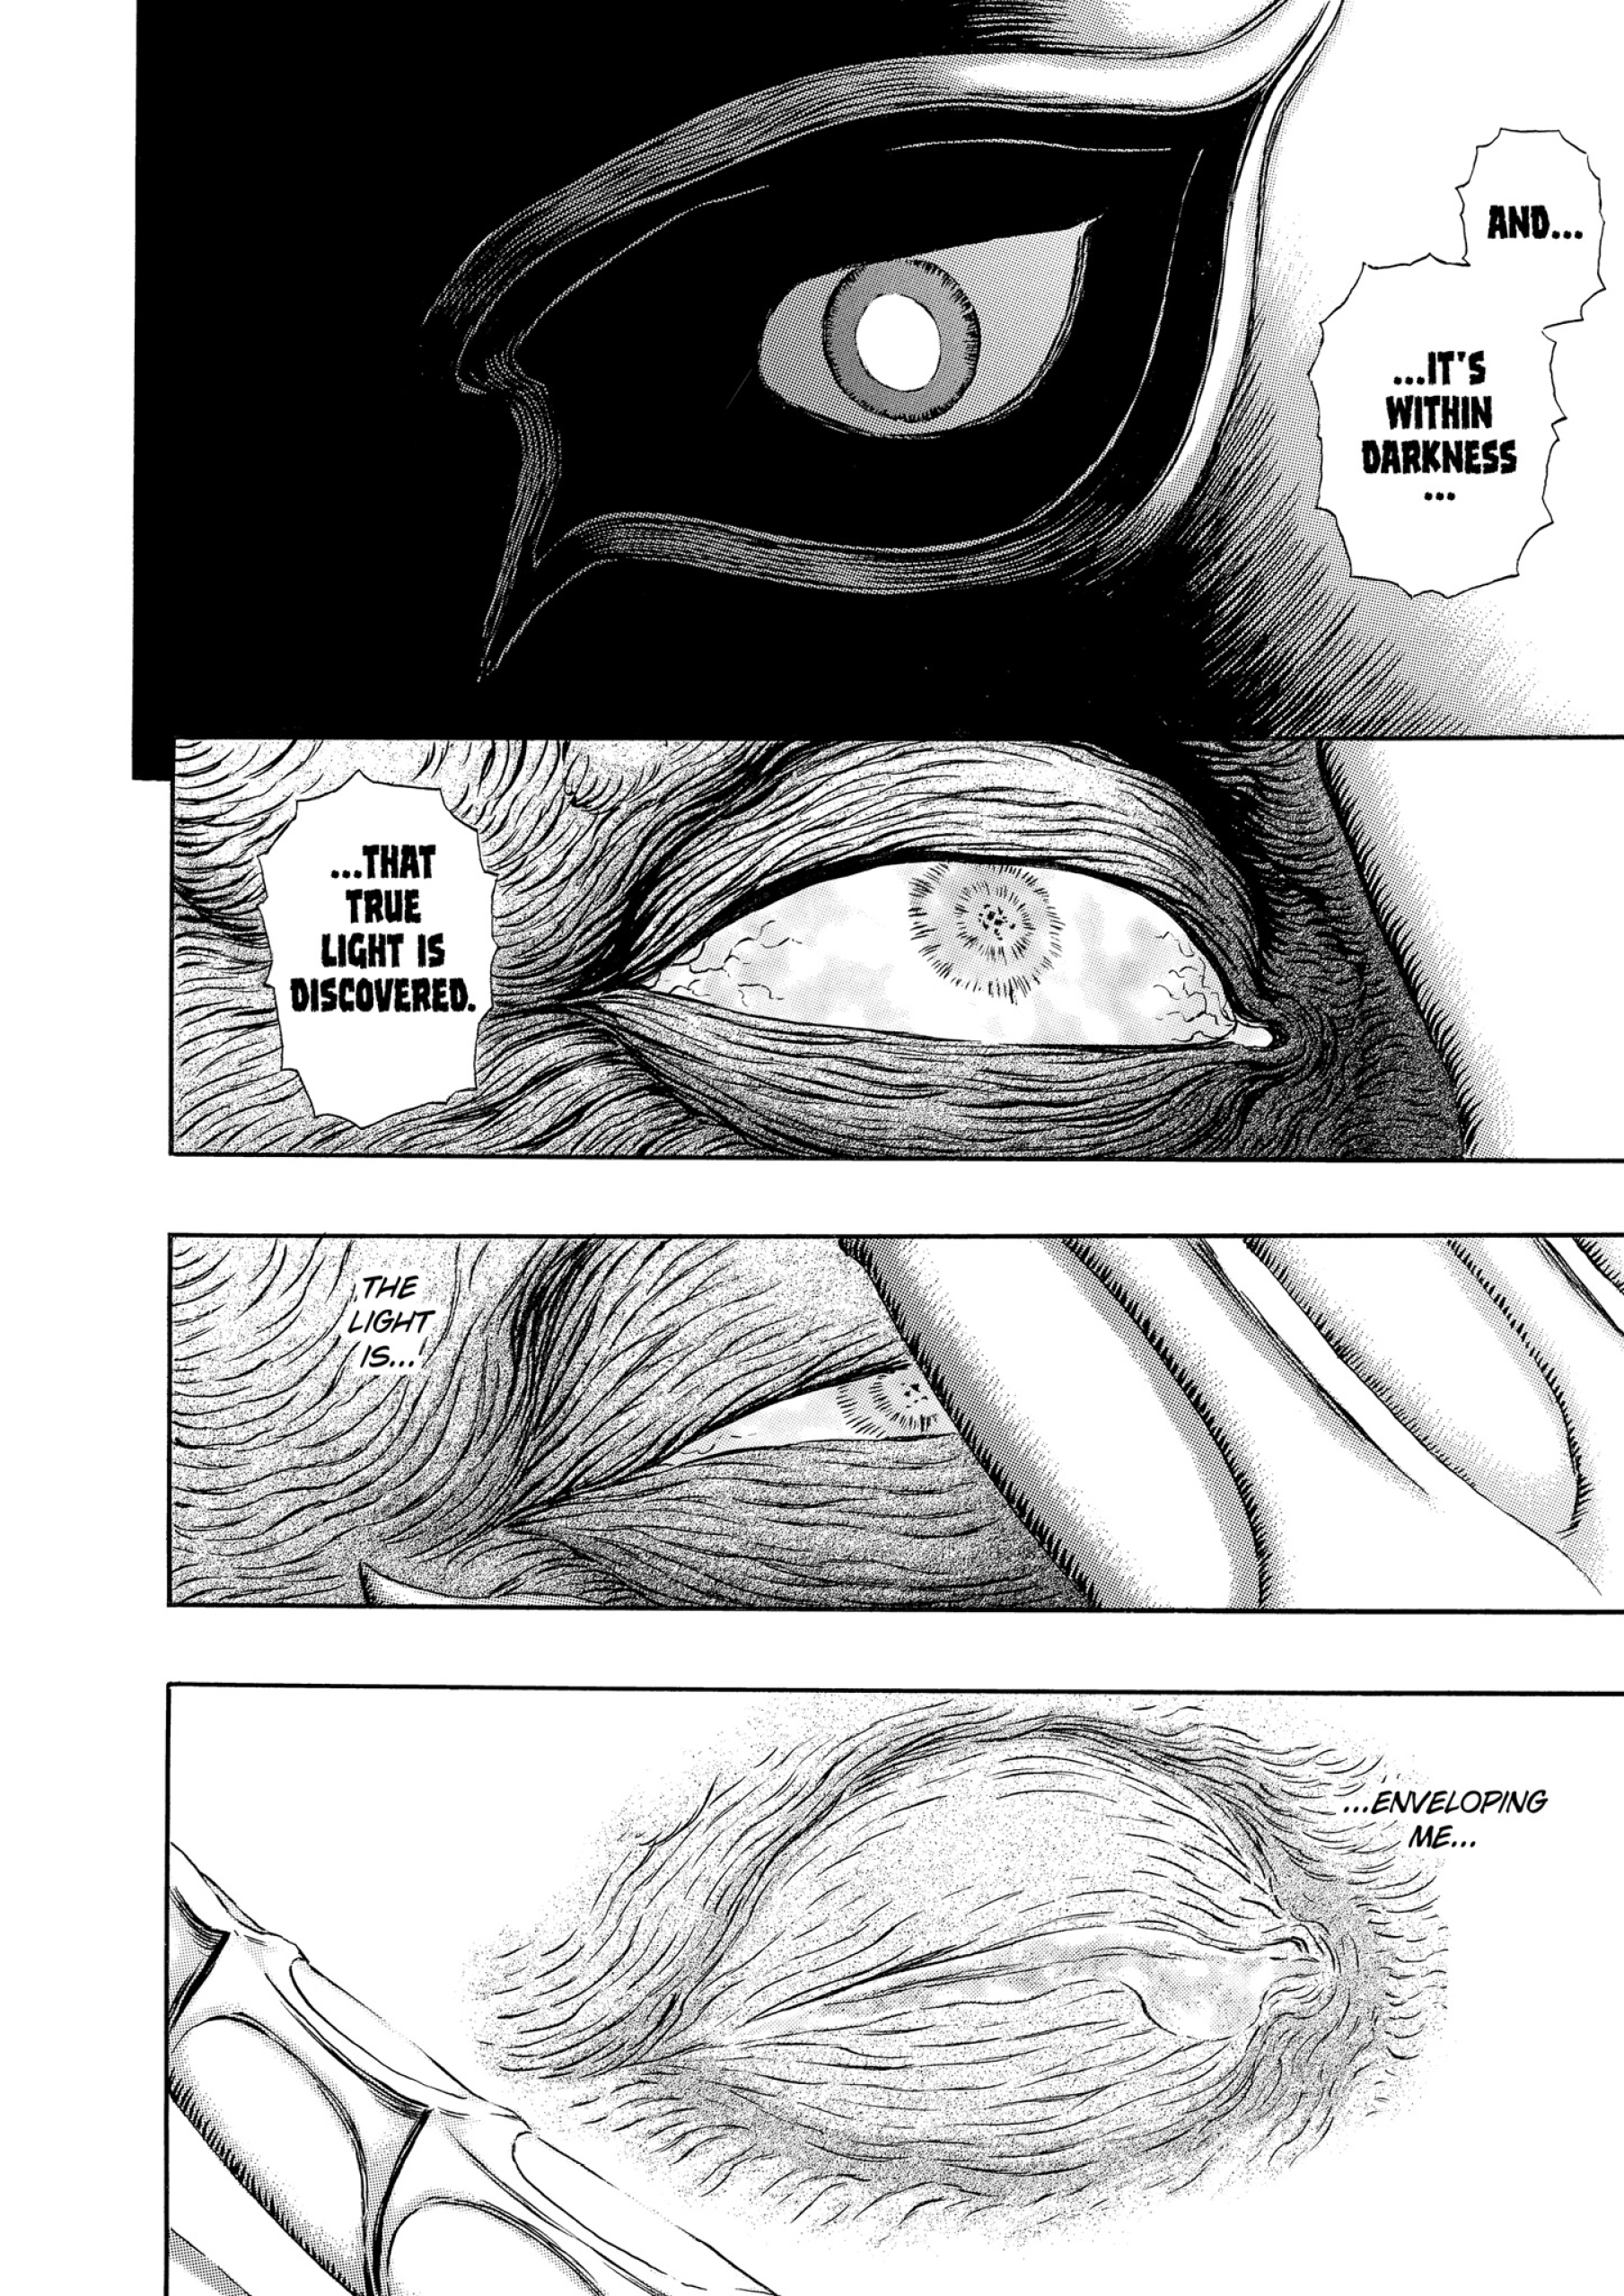 AND...
...IT'S
WITHIN
DARKNESS
...
...THAT
TRUE
LIGHT IS
DISCOVERED.
THE
LIGHT
IS...!
...ENVELOPING
ME...